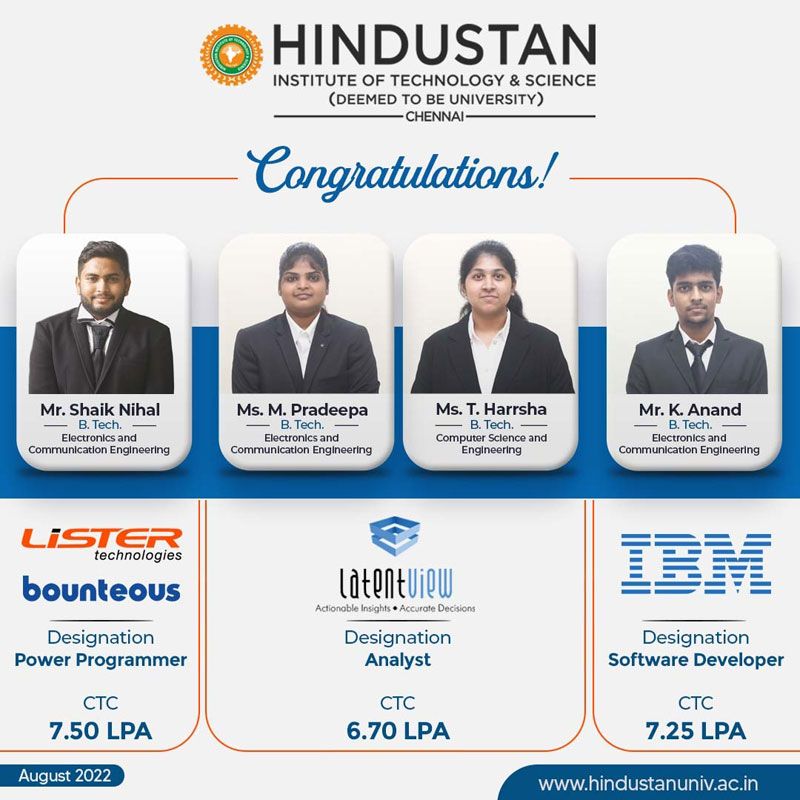 HINDUSTAN
INSTITUTE OF TECHNOLOGY & SCIENCE
(DEEMED TO BE UNIVERSITY)
CHENNAI
Congratulations!
Mr. Shaik Nihal
B. Tech.
Electronics and
Communication Engineering
Ms. M. Pradeepa
B. Tech.
Electronics and
Communication Engineering
Ms. T. Harrsha
B. Tech.
Computer Science and
Engineering
Mr. K. Anand
B. Tech.
Electronics and
Communication Engineering
LiSTER
technologies
bounteous
Designation
Power Programmer
CTC
7.50 LPA
LatentView
Actionable Insights • Accurate Decisions
Designation
Analyst
CTC
6.70 LPA
IBM
Designation
Software Developer
CTC
7.25 LPA
August 2022
www.hindustanuniv.ac.in